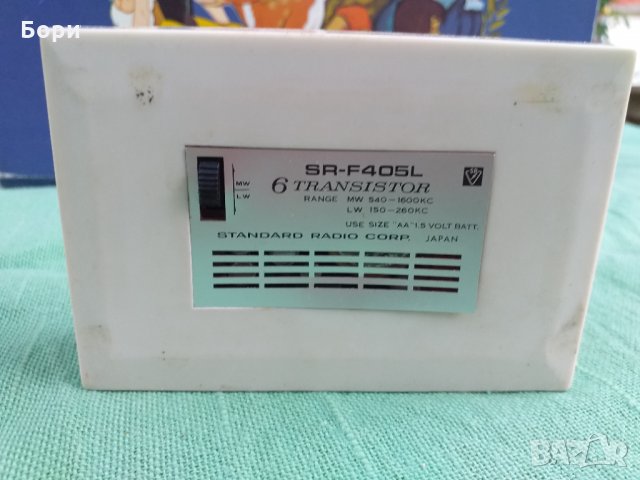 Бори
SR-F405L
6 TRANSISTOR
RANGE MW 540-1600KC
LW 150-260KC
USE SIZE "AA" 1.5 VOLT BATT.
STANDARD RADIO CORP. JAPAN
MW
LW
BAZAR